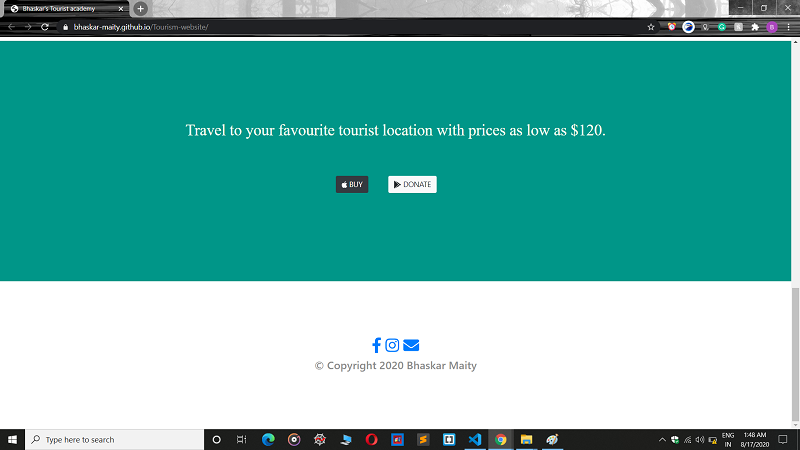 Bhaskar's Tourist academy
bhaskar-maity.github.io/Tourism-website/
Travel to your favourite tourist location with prices as low as $120.
BUY
DONATE
© Copyright 2020 Bhaskar Maity
Type here to search
ENG
IN
1:48 AM
8/17/2020